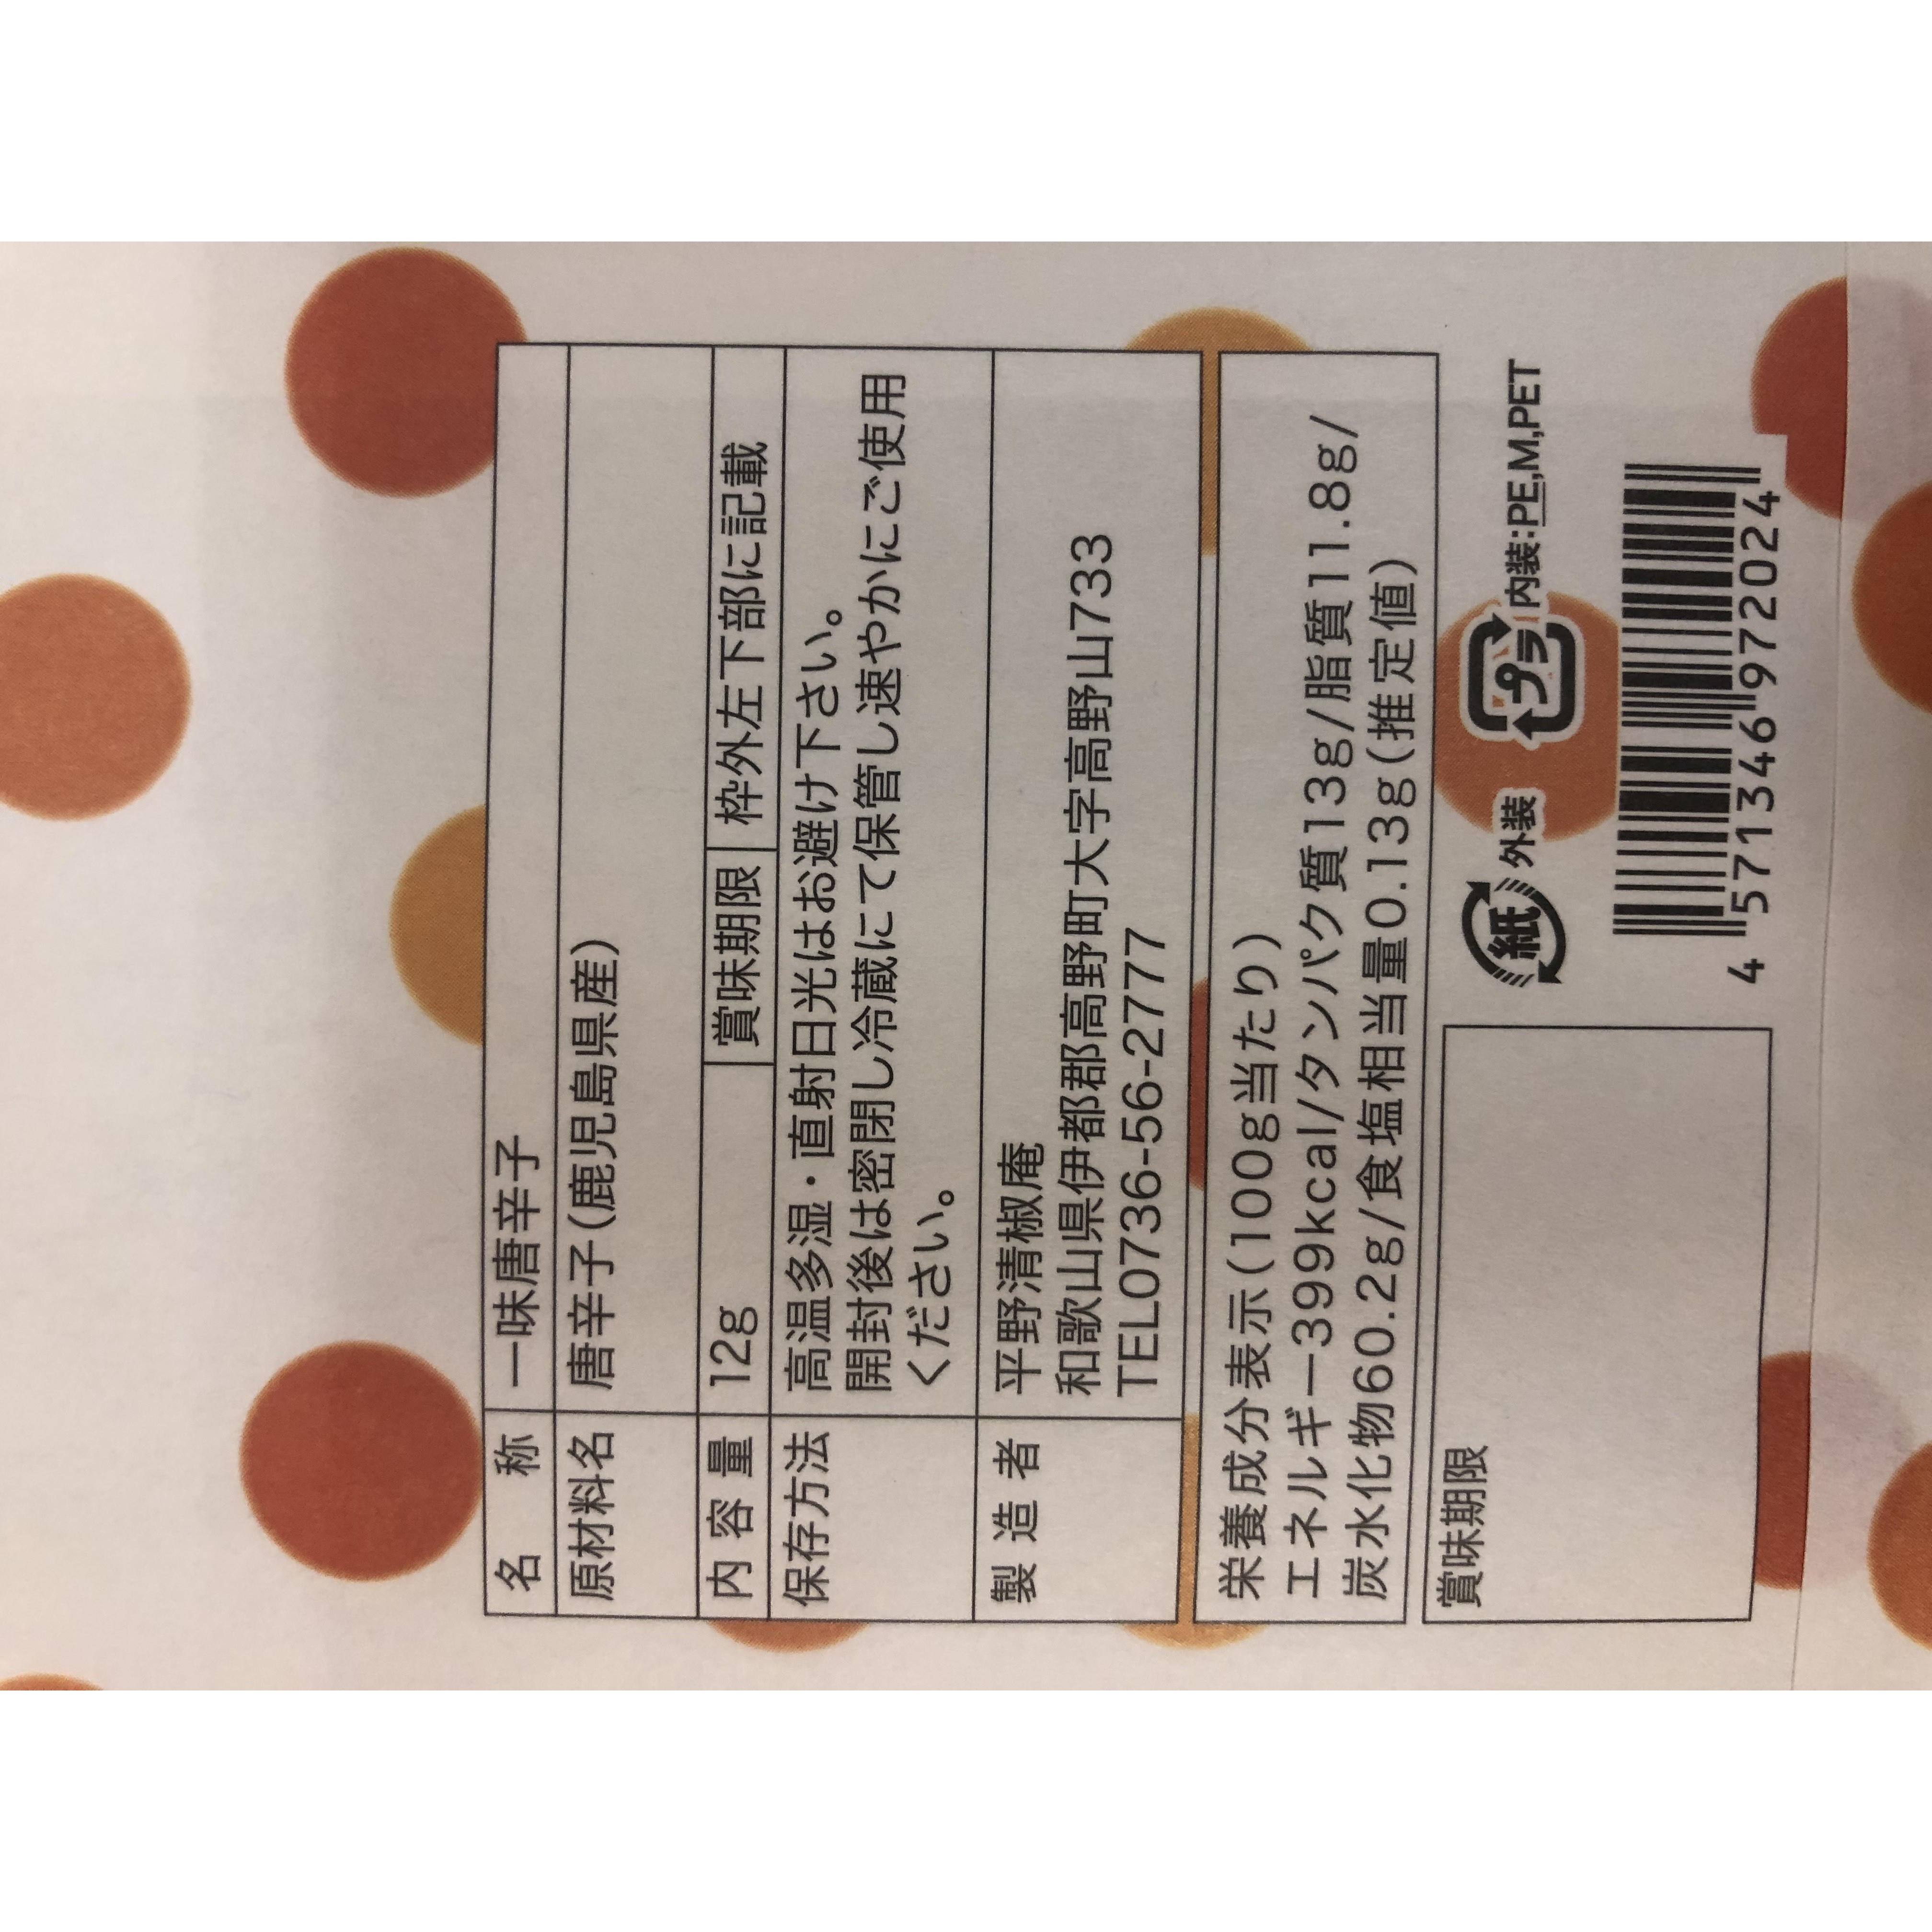 名 称 一味唐辛子
原材料名 唐辛子(鹿児島県産)
内容量 12g 賞味期限 枠外左下部に記載
保存方法 高温多湿・直射日光はお避け下さい。
開封後は密閉し冷蔵にて保管し速やかにご使用
ください。
製造者 平野清椒庵
和歌山県伊都郡高野町大字高野山733
TEL0736-56-2777
栄養成分表示(100g当たり)
エネルギー399kcal/タンパク質13g/脂質11.8g/
炭水化物60.2g/食塩相当量0.13g(推定値)
賞味期限
紙 外装 プラ 内装:PE,M,PET
4 571346 972024